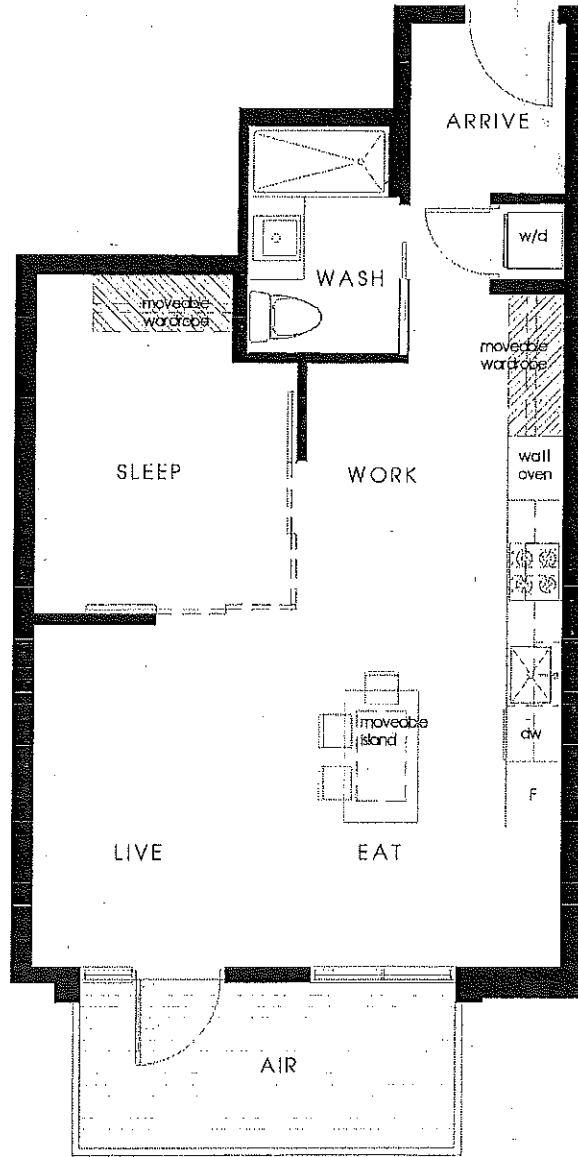 ARRIVE
w/d
WASH
moveable
wardrobe
moveable
wardrobe
wall
oven
SLEEP
WORK
moveable
island
dw
F
LIVE
EAT
AIR